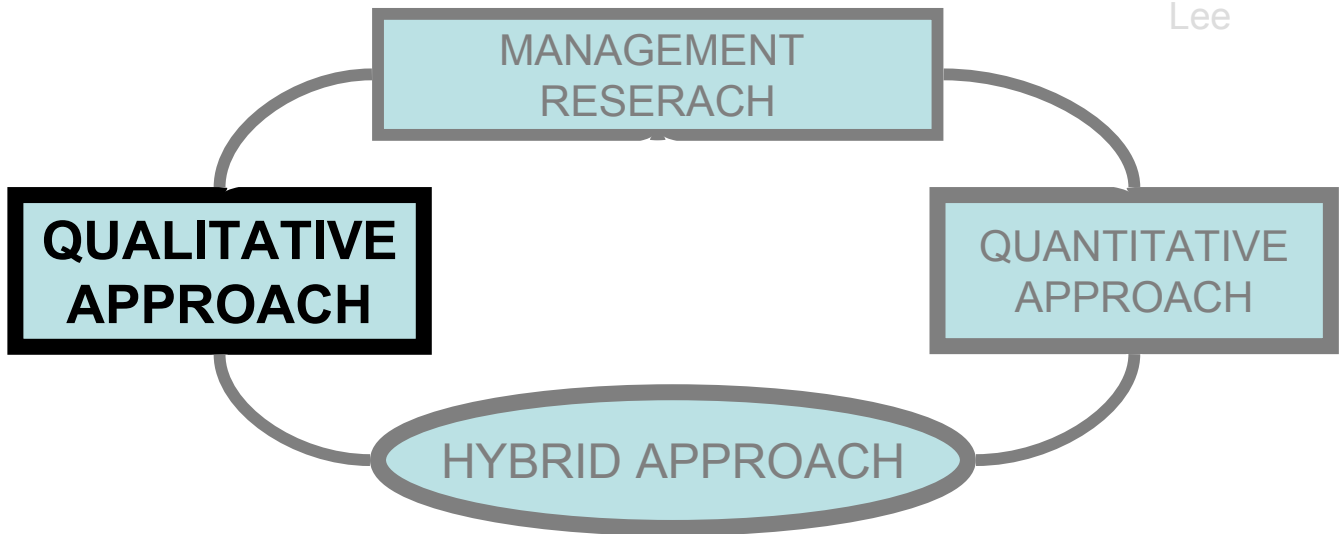 Lee
MANAGEMENT
RESERACH
QUALITATIVE
APPROACH
QUANTITATIVE
APPROACH
HYBRID APPROACH